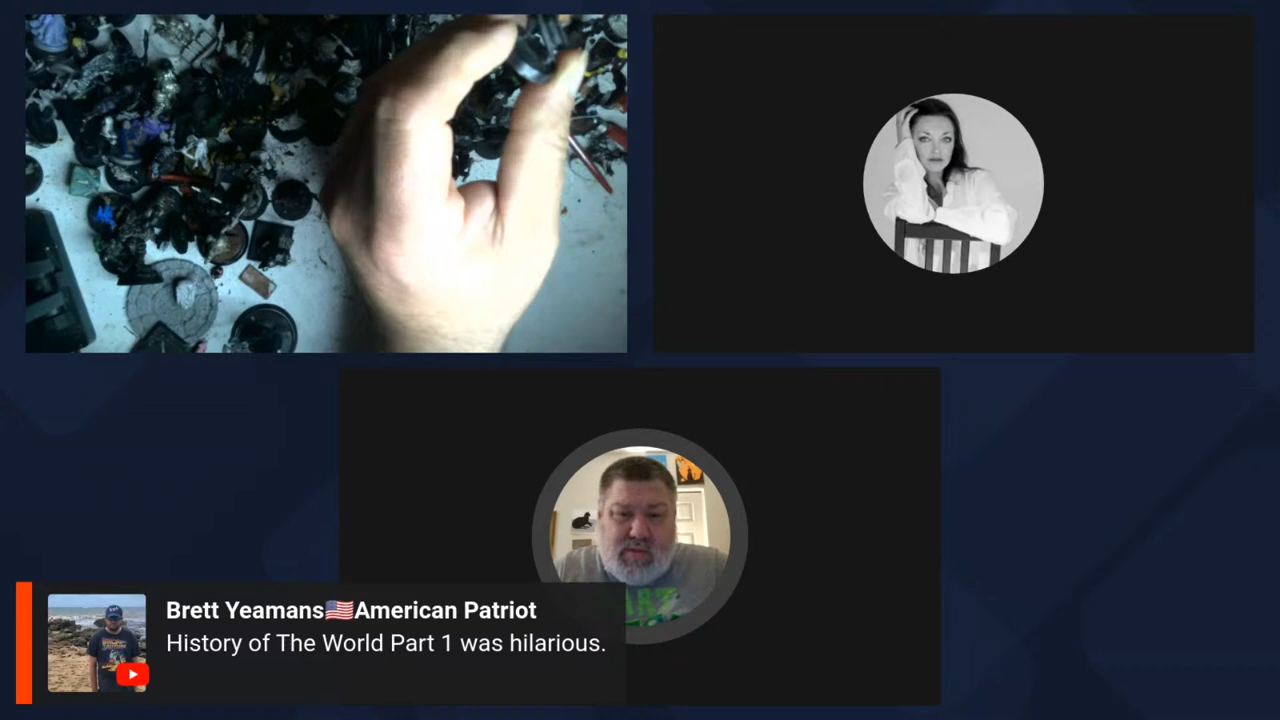 Brett Yeamans🇺🇸American Patriot
History of The World Part 1 was hilarious.